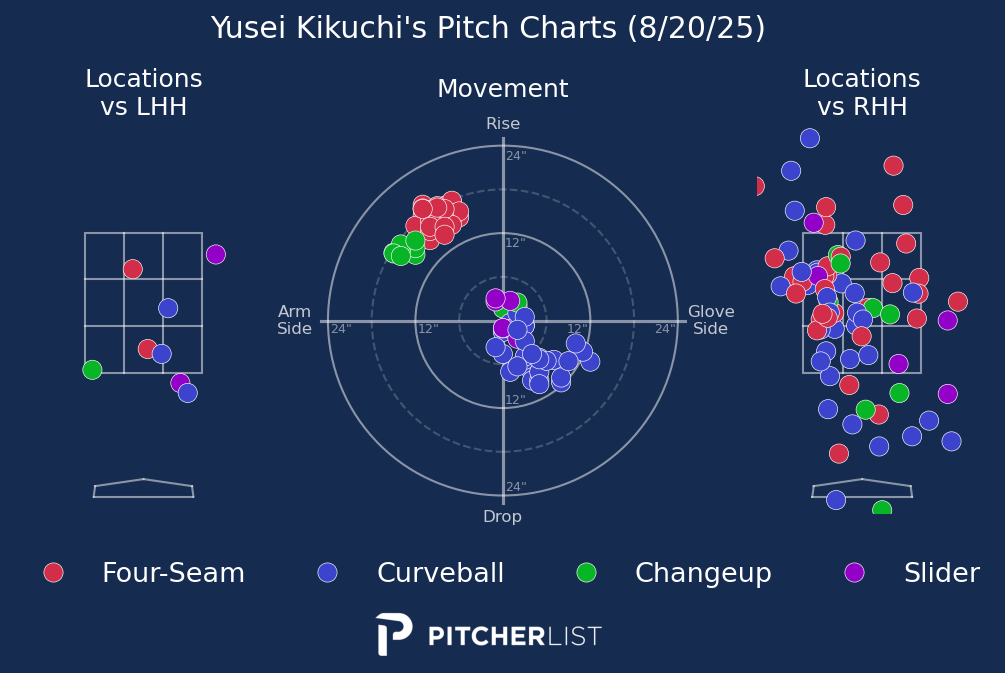 Yusei Kikuchi's Pitch Charts (8/20/25)
Locations
vs LHH
Movement
Locations
vs RHH
Rise
24"
12"
Arm
Side
24"
12"
12"
24"
Glove
Side
12"
24"
Drop
Four-Seam
Curveball
Changeup
Slider
PITCHERLIST